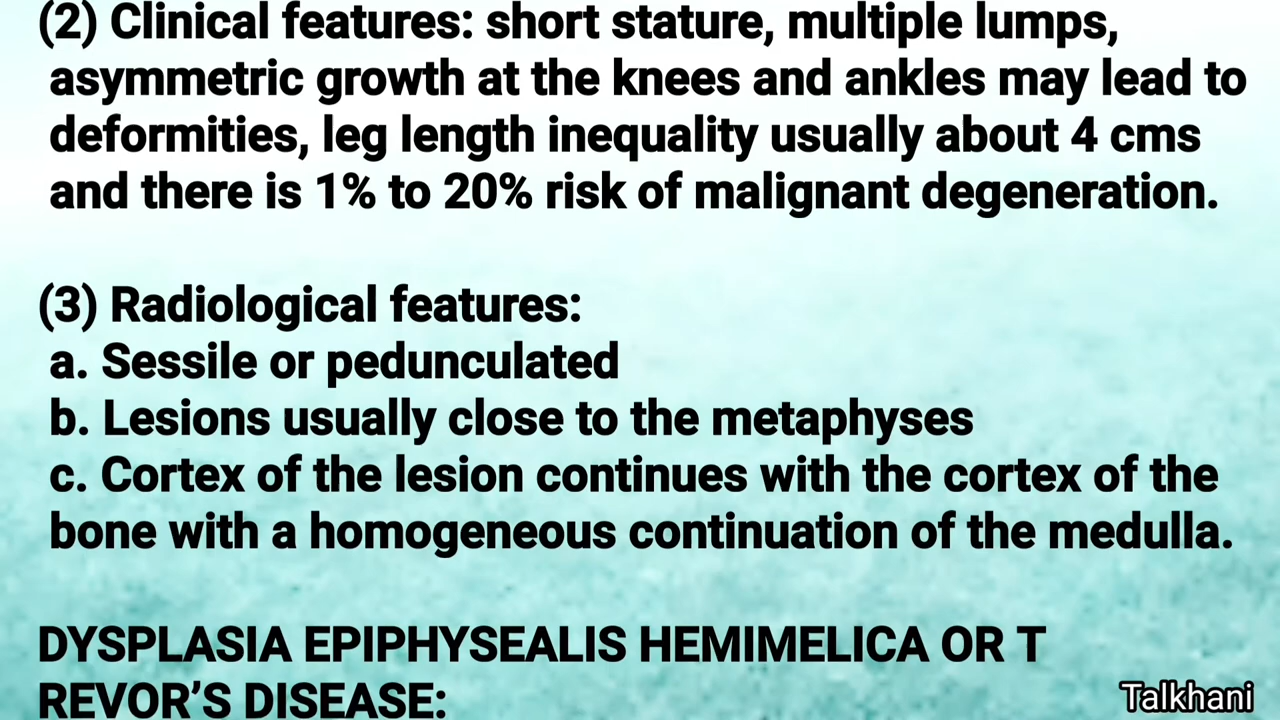 (2) Clinical features: short stature, multiple lumps,
asymmetric growth at the knees and ankles may lead to
deformities, leg length inequality usually about 4 cms
and there is 1% to 20% risk of malignant degeneration.
(3) Radiological features:
a. Sessile or pedunculated
b. Lesions usually close to the metaphyses
c. Cortex of the lesion continues with the cortex of the
bone with a homogeneous continuation of the medulla.
DYSPLASIA EPIPHYSEALIS HEMIMELICA OR T
REVOR’S DISEASE:
Talkhani